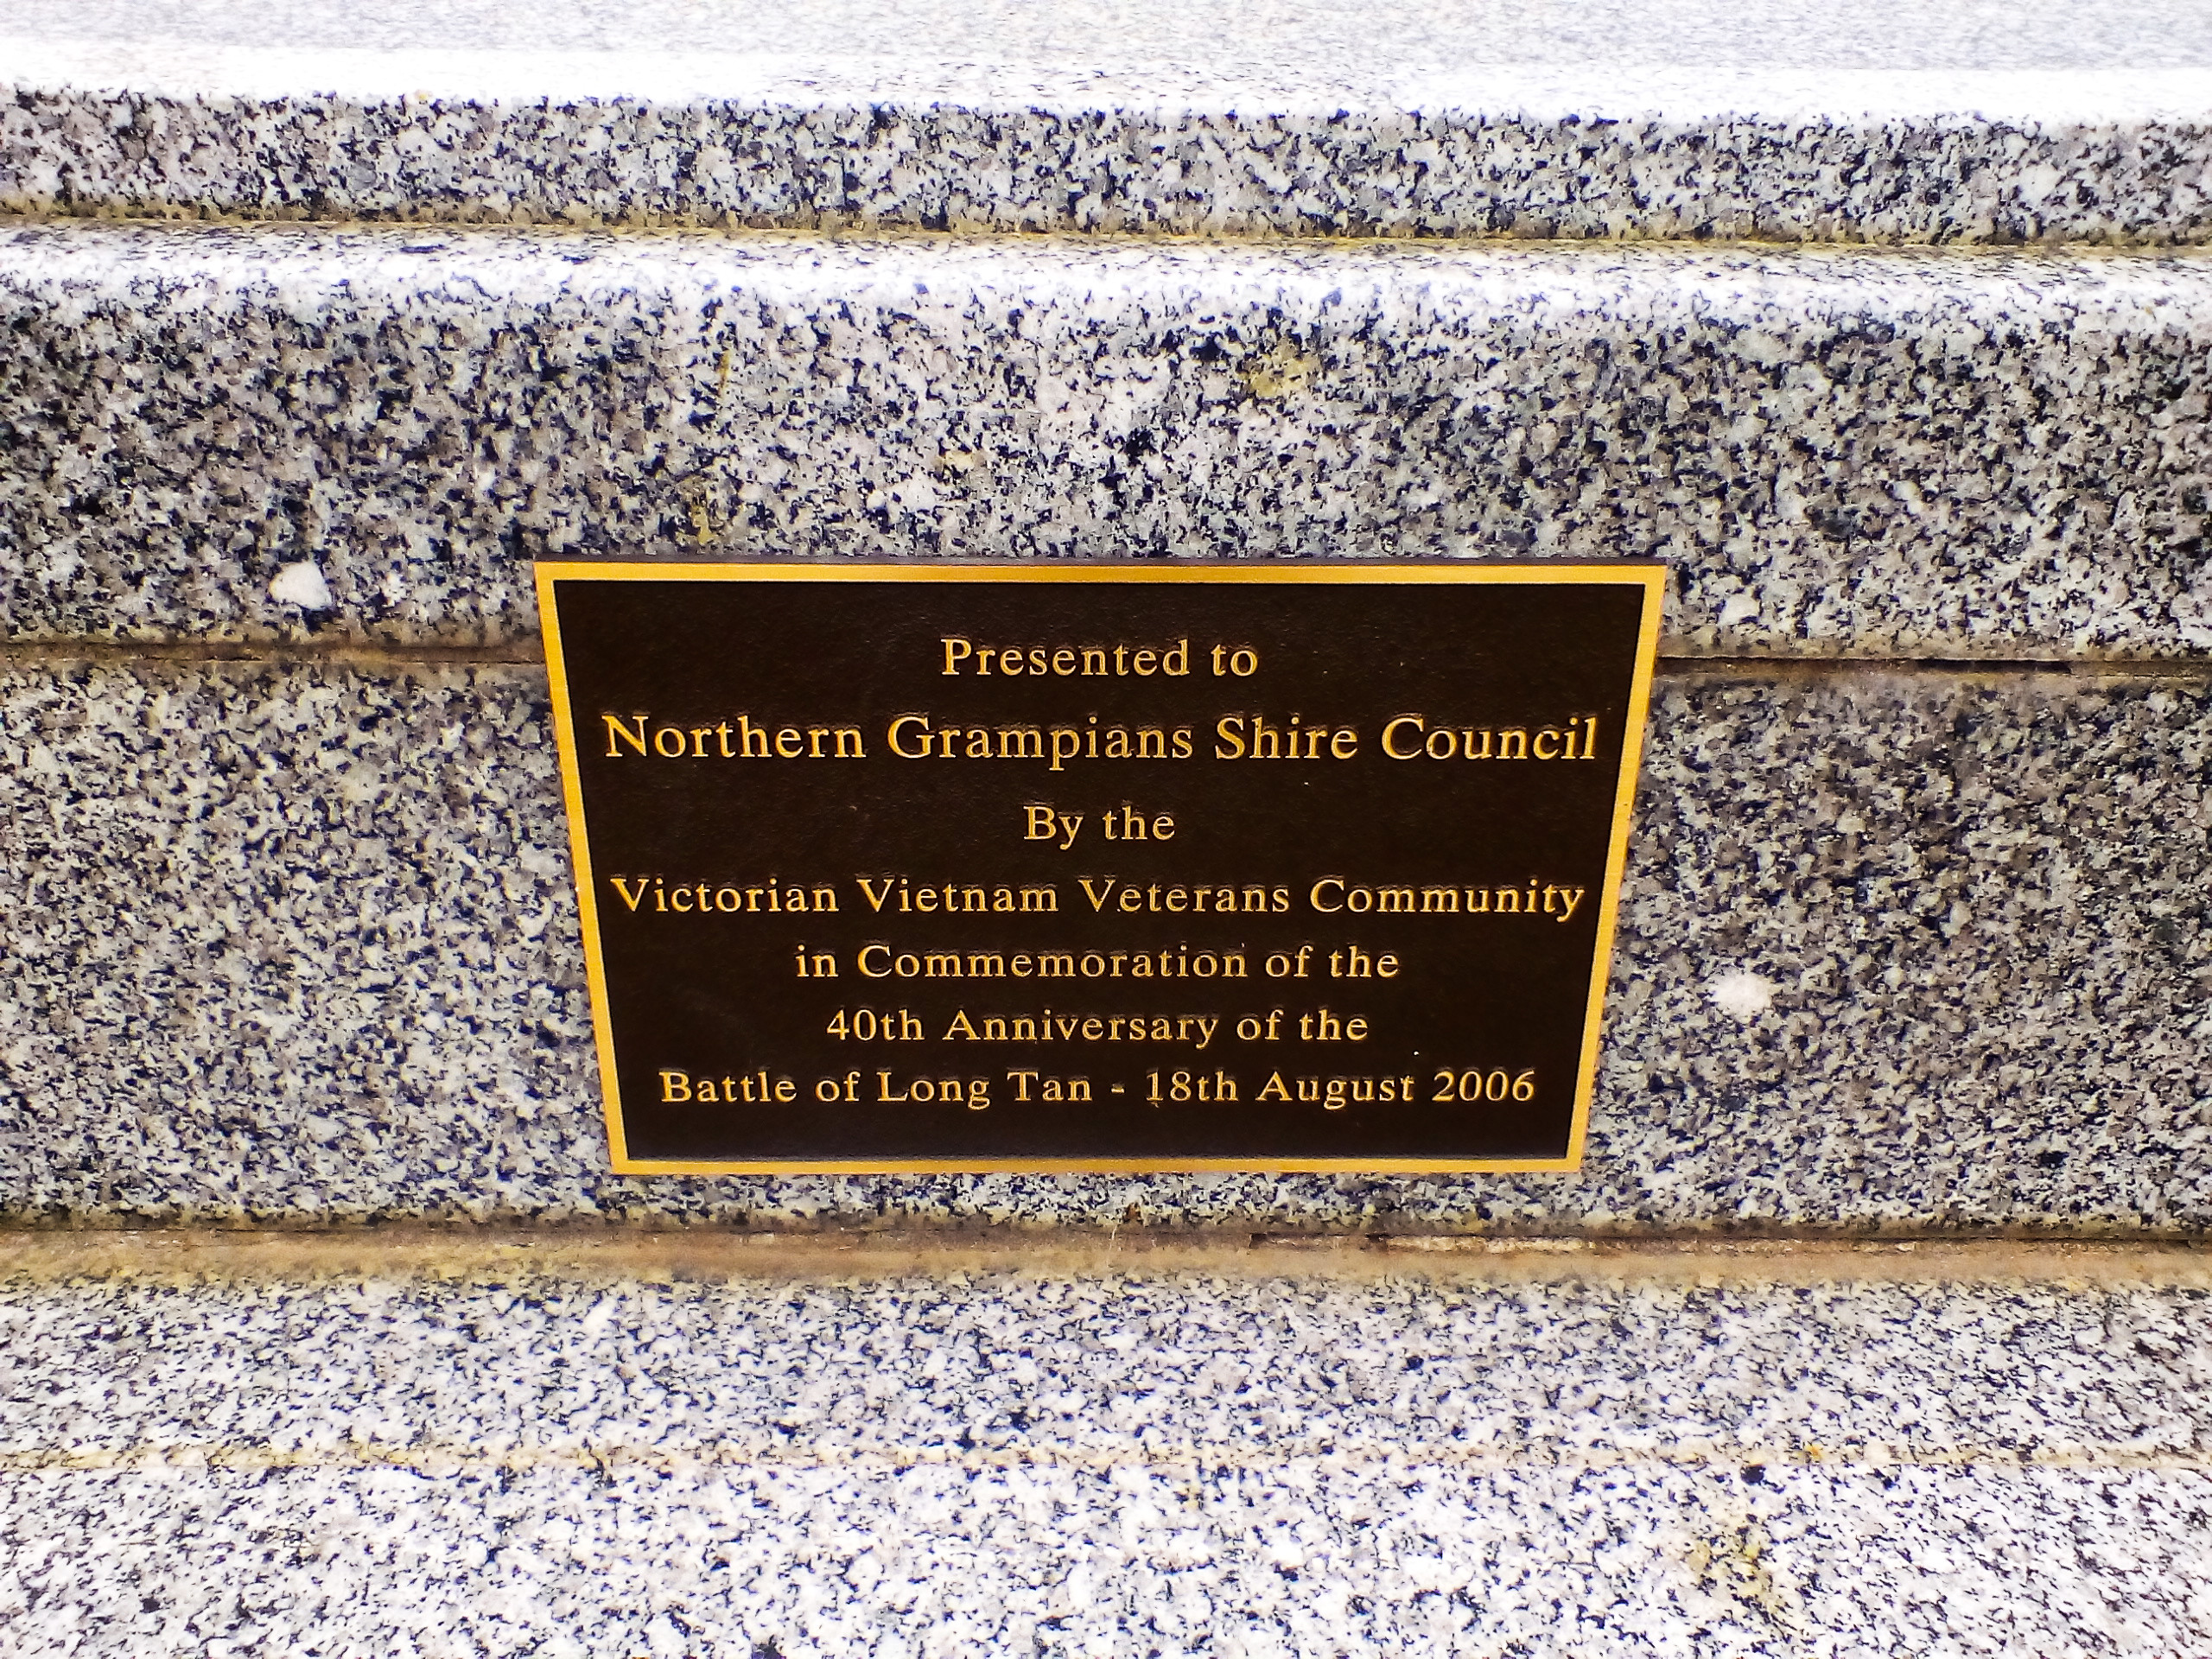 Presented to
Northern Grampians Shire Council
By the
Victorian Vietnam Veterans Community
in Commemoration of the
40th Anniversary of the
Battle of Long Tan - 18th August 2006